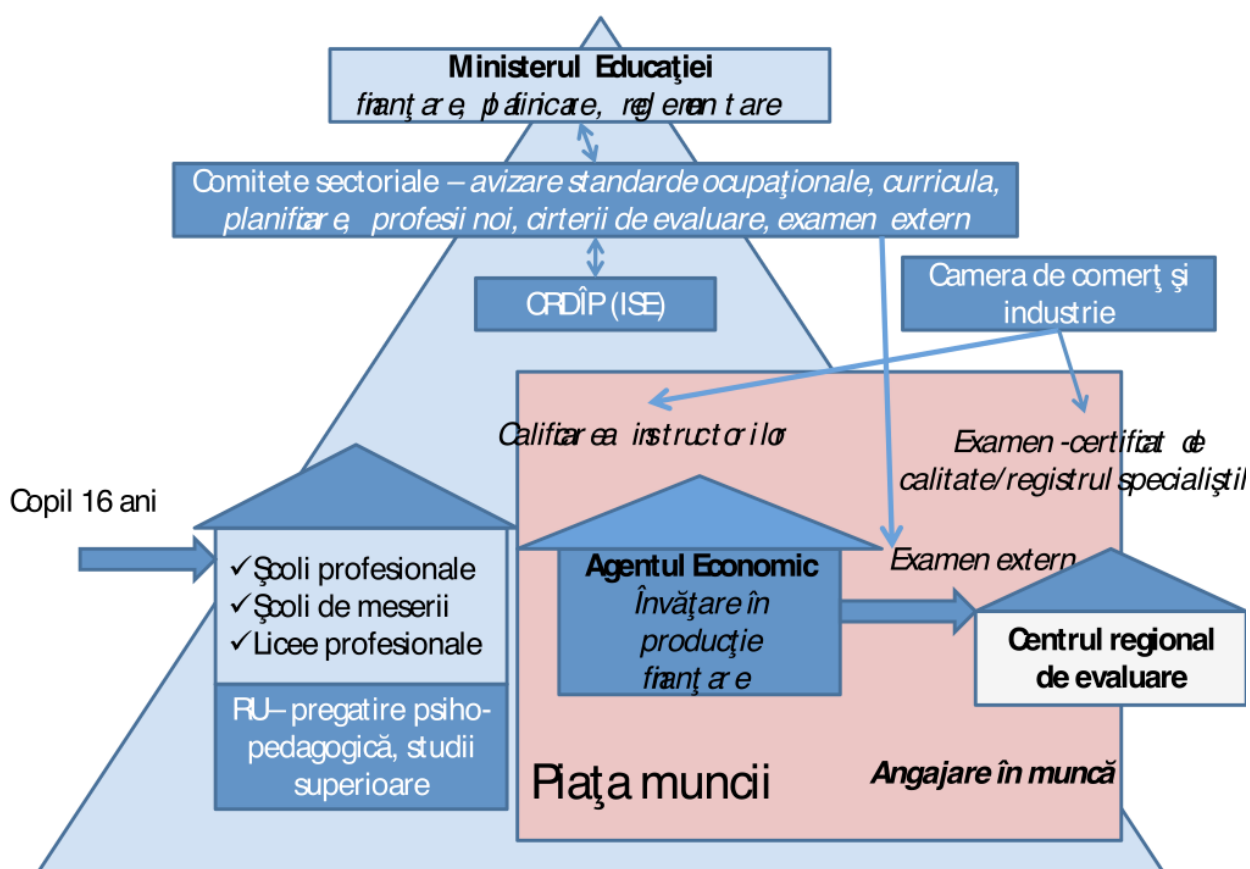 Ministerul Educaţiei
finanţare, planificare, reglementare
Comitete sectoriale – avizare standarde ocupaţionale, curricula,
planificare, profesii noi, cirterii de evaluare, examen extern
CRDÎP (ISE)
Camera de comerţ şi
industrie
Calificarea instructorilor
Examen -certificat de
calitate/registrul specialiştil
Copil 16 ani
✓Şcoli profesionale
✓Şcoli de meserii
✓Licee profesionale
RU– pregatire psiho-
pedagogică, studii
superioare
Agentul Economic
Învăţare în
producţie
finanţare
Examen extern
Centrul regional
de evaluare
Piaţa muncii
Angajare în muncă